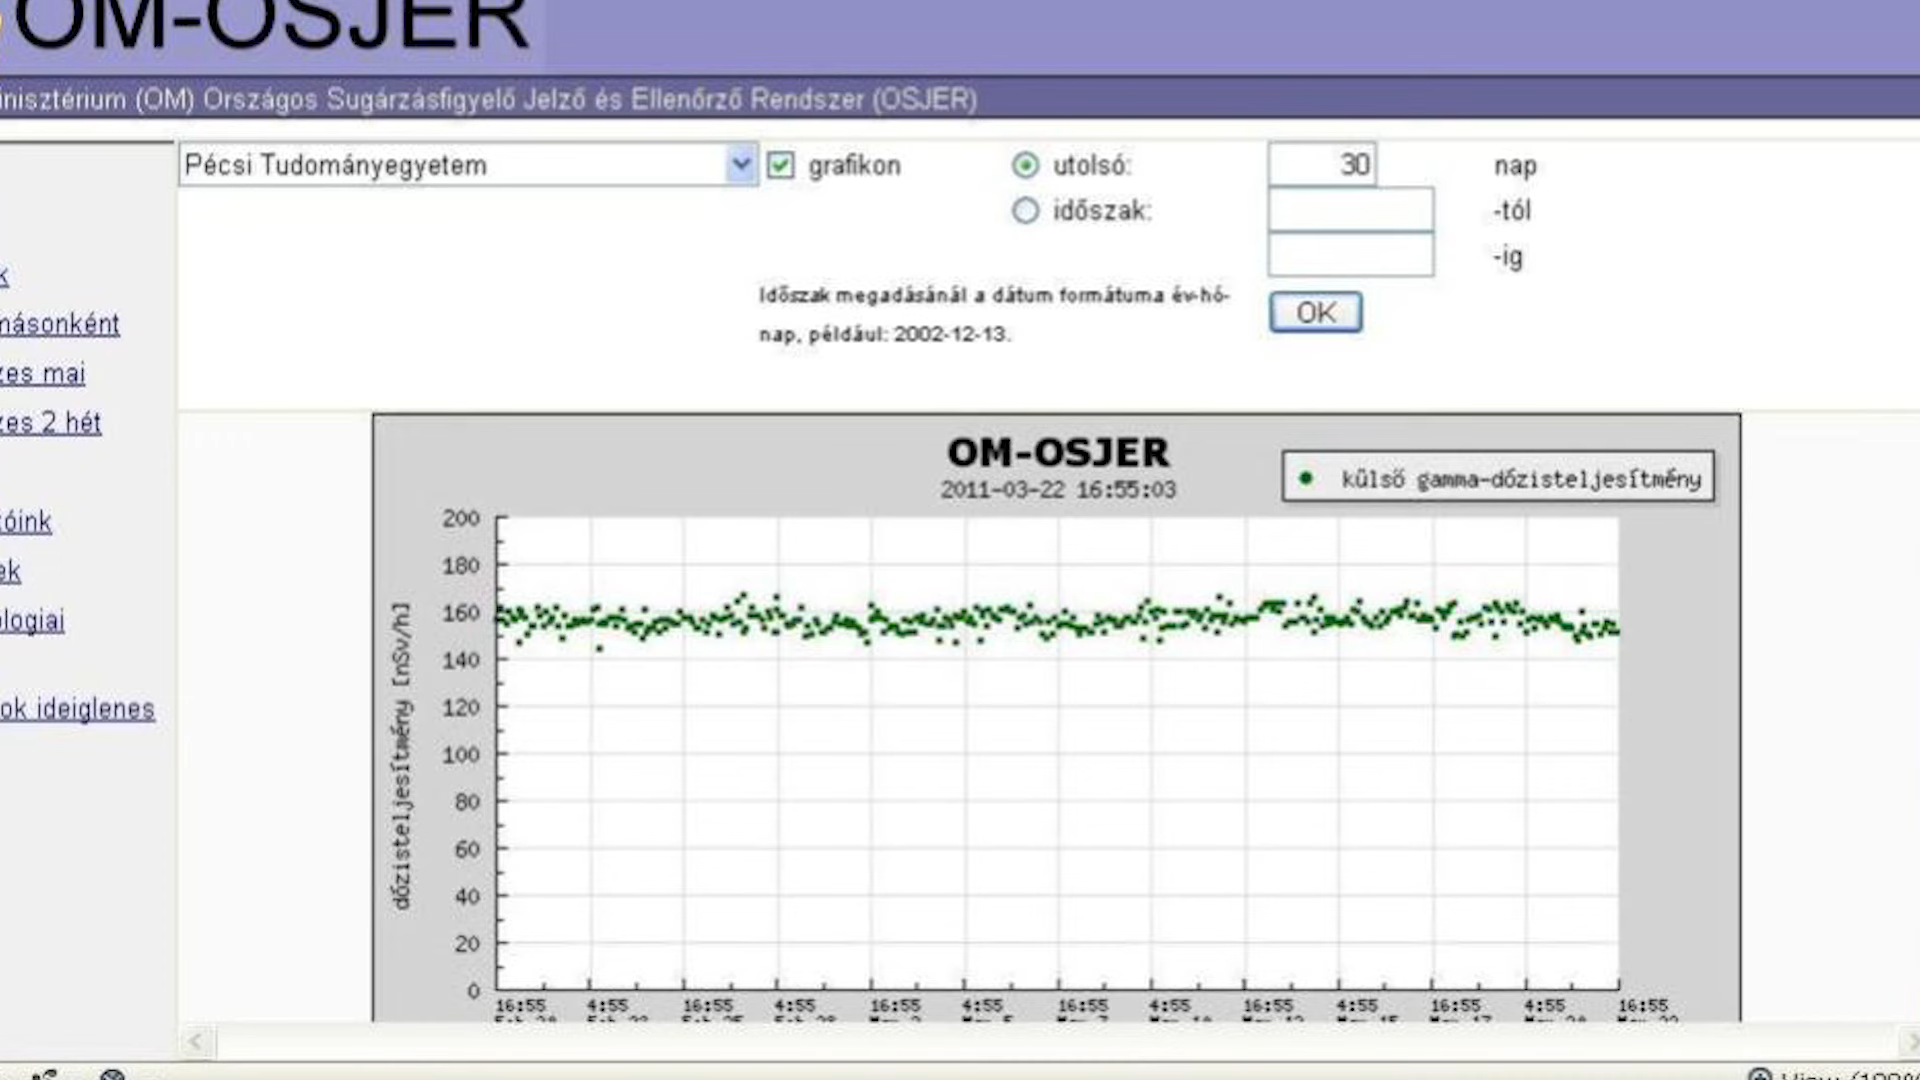 OM-OSJER
inisztérium (OM) Országos Sugárzásfigyelő Jelző és Ellenőrző Rendszer (OSJER)
Pécsi Tudományegyetem grafikon utolsó: 30 nap
időszak: -tól
-ig
Időszak megadásánál a dátum formátuma év-hó-
nap, például: 2002-12-13.
OK
k
másonként
zes mai
zes 2 hét
tóink
ek
ologiai
ok ideiglenes
OM-OSJER
2011-03-22 16:55:03
külső gamma-dózisteljesítmény
dózisteljesítmény [nSv/h]
200
180
160
140
120
100
80
60
40
20
0
16:55 4:55 16:55 4:55 16:55 4:55 16:55 4:55 16:55 4:55 16:55 4:55 16:55